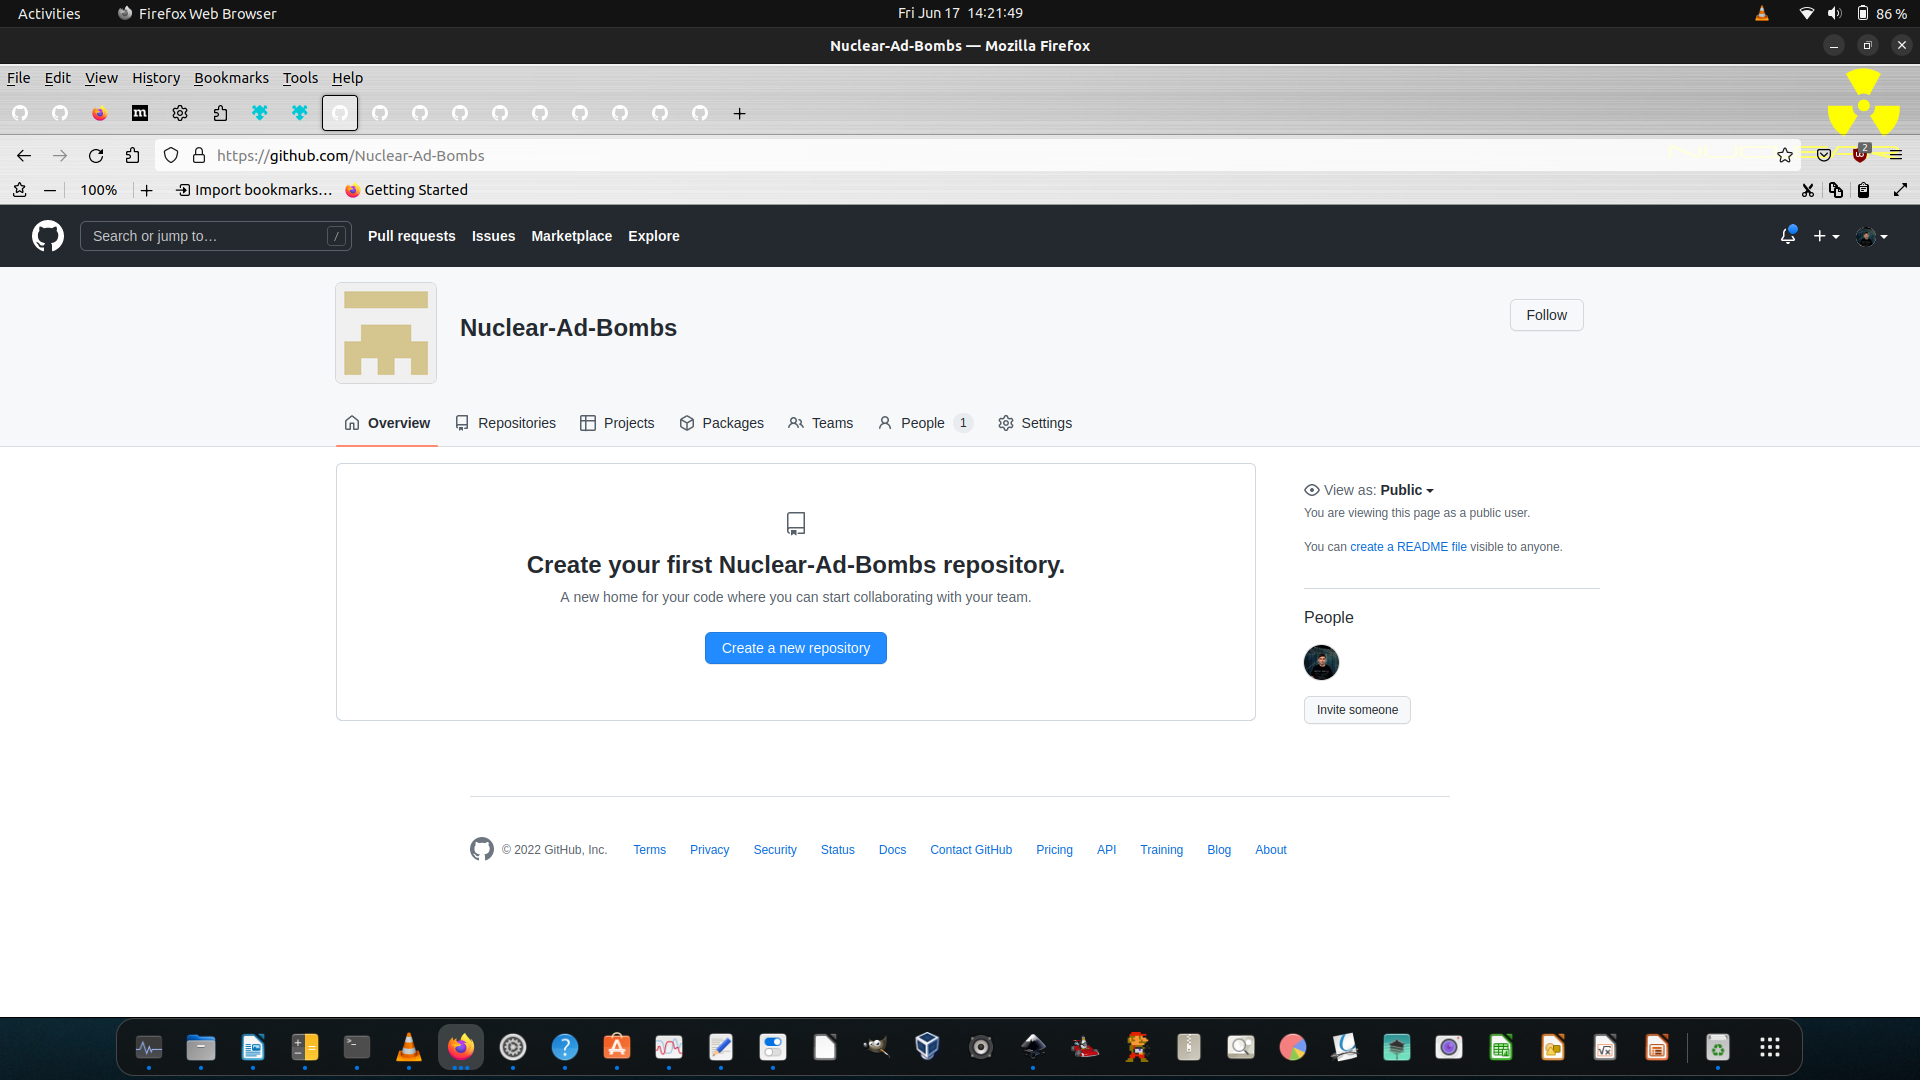 Activities
Firefox Web Browser
Fri Jun 17 14:21:49
86 %
Nuclear-Ad-Bombs — Mozilla Firefox
File Edit View History Bookmarks Tools Help
m
https://github.com/Nuclear-Ad-Bombs
2
100%
Import bookmarks…
Getting Started
Search or jump to…
/
Pull requests
Issues
Marketplace
Explore
Nuclear-Ad-Bombs
Follow
Overview
Repositories
Projects
Packages
Teams
People 1
Settings
Create your first Nuclear-Ad-Bombs repository.
A new home for your code where you can start collaborating with your team.
Create a new repository
View as: Public
You are viewing this page as a public user.
You can create a README file visible to anyone.
People
Invite someone
© 2022 GitHub, Inc.
Terms
Privacy
Security
Status
Docs
Contact GitHub
Pricing
API
Training
Blog
About